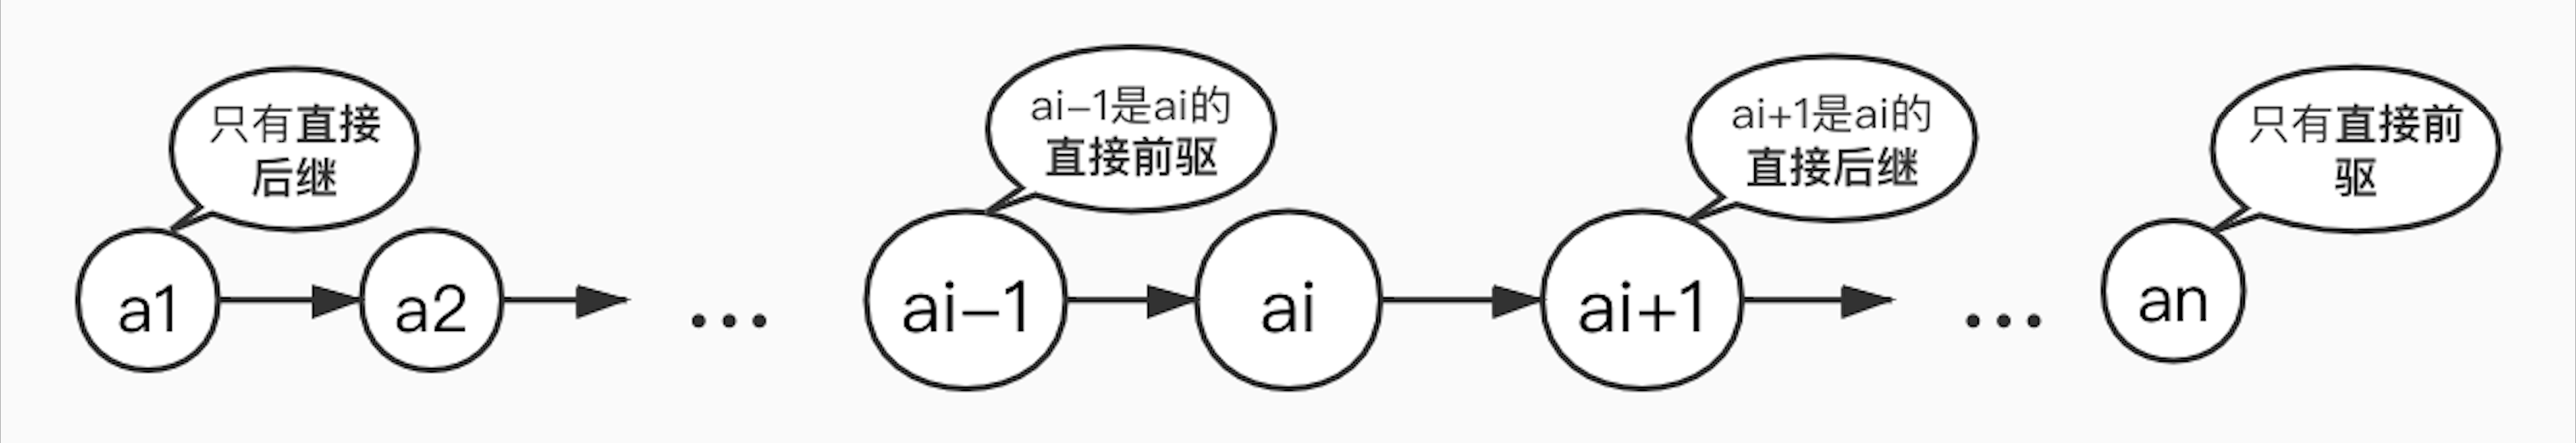 只有直接
后继
ai–1是ai的
直接前驱
ai+1是ai的
直接后继
只有直接前
驱
a1
a2
...
ai–1
ai
ai+1
...
an